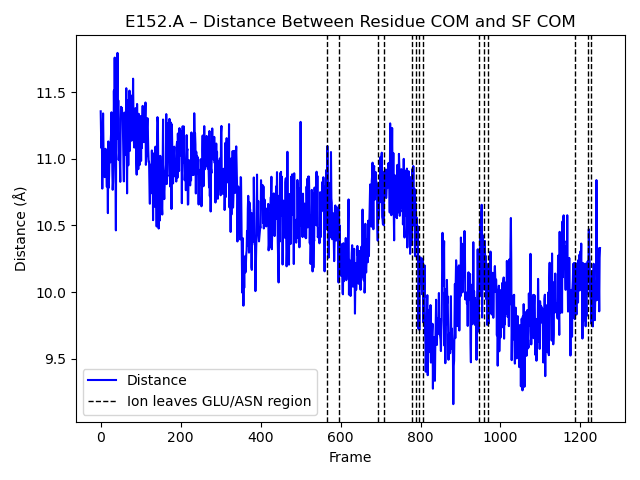 E152.A – Distance Between Residue COM and SF COM
Distance (Å)
11.5
11.0
10.5
10.0
9.5
Distance
Ion leaves GLU/ASN region
0
200
400
600
800
1000
1200
Frame